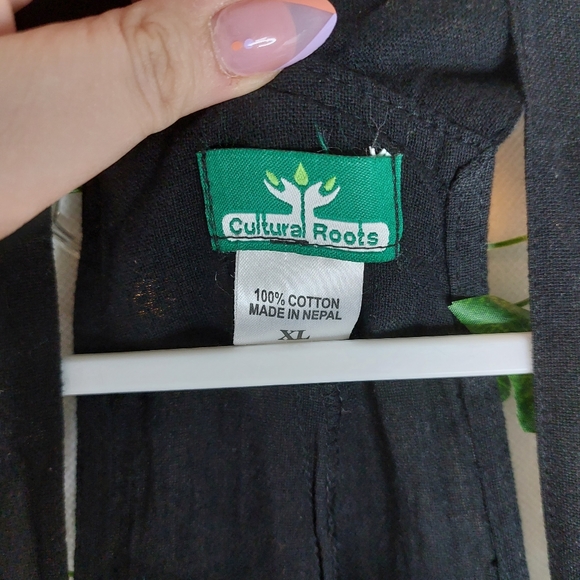 Cultural Roots
100% COTTON
MADE IN NEPAL
XL